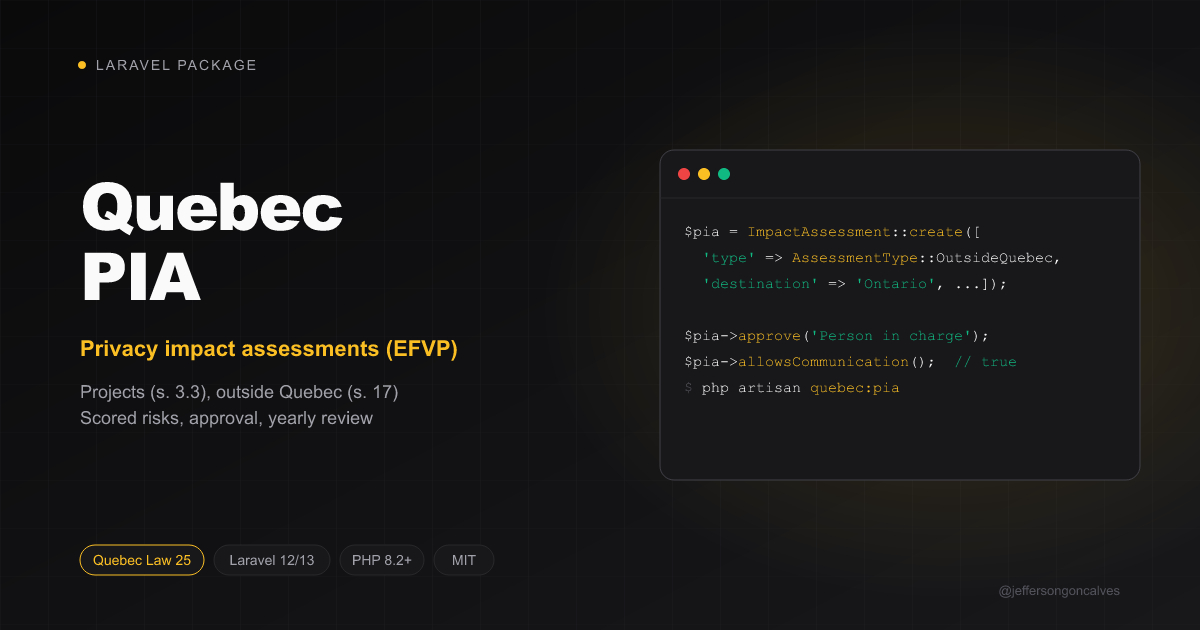 LARAVEL PACKAGE
Quebec
PIA
Privacy impact assessments (EFVP)
Projects (s. 3.3), outside Quebec (s. 17)
Scored risks, approval, yearly review
$pia = ImpactAssessment::create([
'type' => AssessmentType::OutsideQuebec,
'destination' => 'Ontario', ...]);
$pia->approve('Person in charge');
$pia->allowsCommunication();  // true
$ php artisan quebec:pia
Quebec Law 25
Laravel 12/13
PHP 8.2+
MIT
@jeffersongoncalves